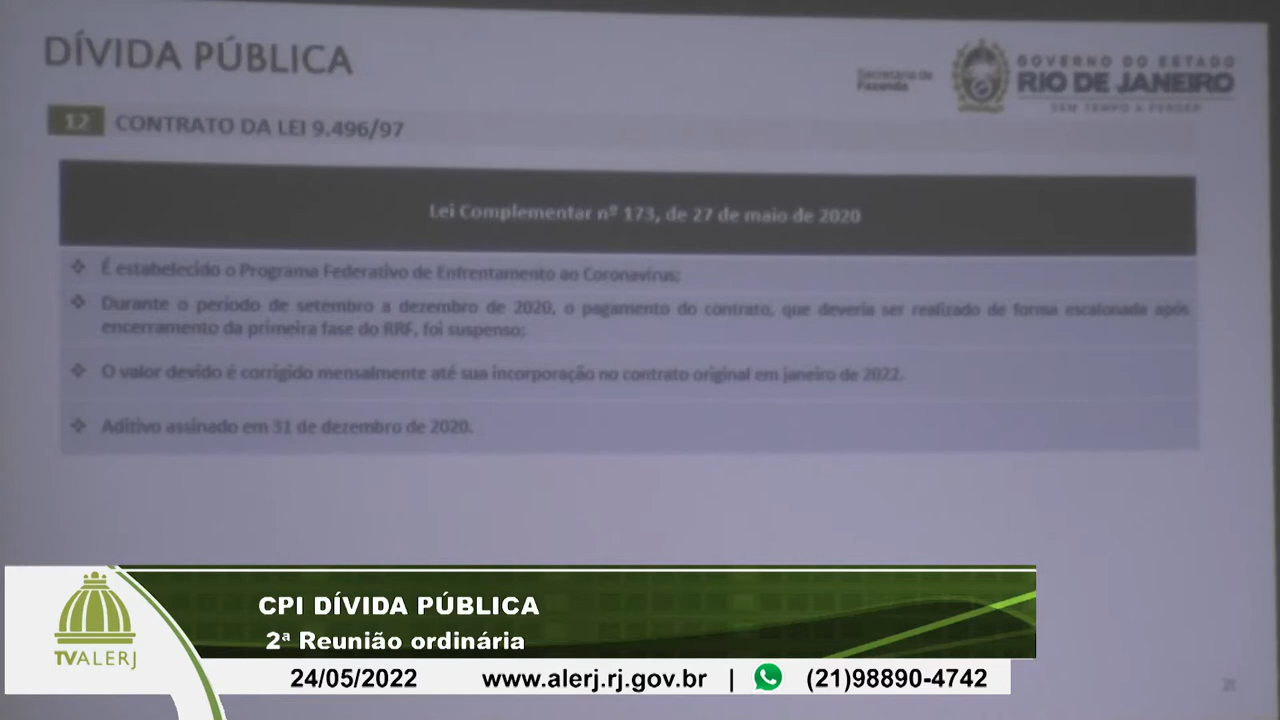 DÍVIDA PÚBLICA
Secretaria de
Fazenda
GOVERNO DO ESTADO
RIO DE JANEIRO
SEM TEMPO A PERDER
12
CONTRATO DA LEI 9.496/97
Lei Complementar nº 173, de 27 de maio de 2020
❖ É estabelecido o Programa Federativo de Enfrentamento ao Coronavírus;
❖ Durante o período de setembro a dezembro de 2020, o pagamento do contrato, que deveria ser realizado de forma escalonada após
encerramento da primeira fase do RRF, foi suspenso;
❖ O valor devido é corrigido mensalmente até sua incorporação no contrato original em janeiro de 2022.
❖ Aditivo assinado em 31 de dezembro de 2020.
CPI DÍVIDA PÚBLICA
2ª Reunião ordinária
TVALERJ
24/05/2022 www.alerj.rj.gov.br | (21)98890-4742